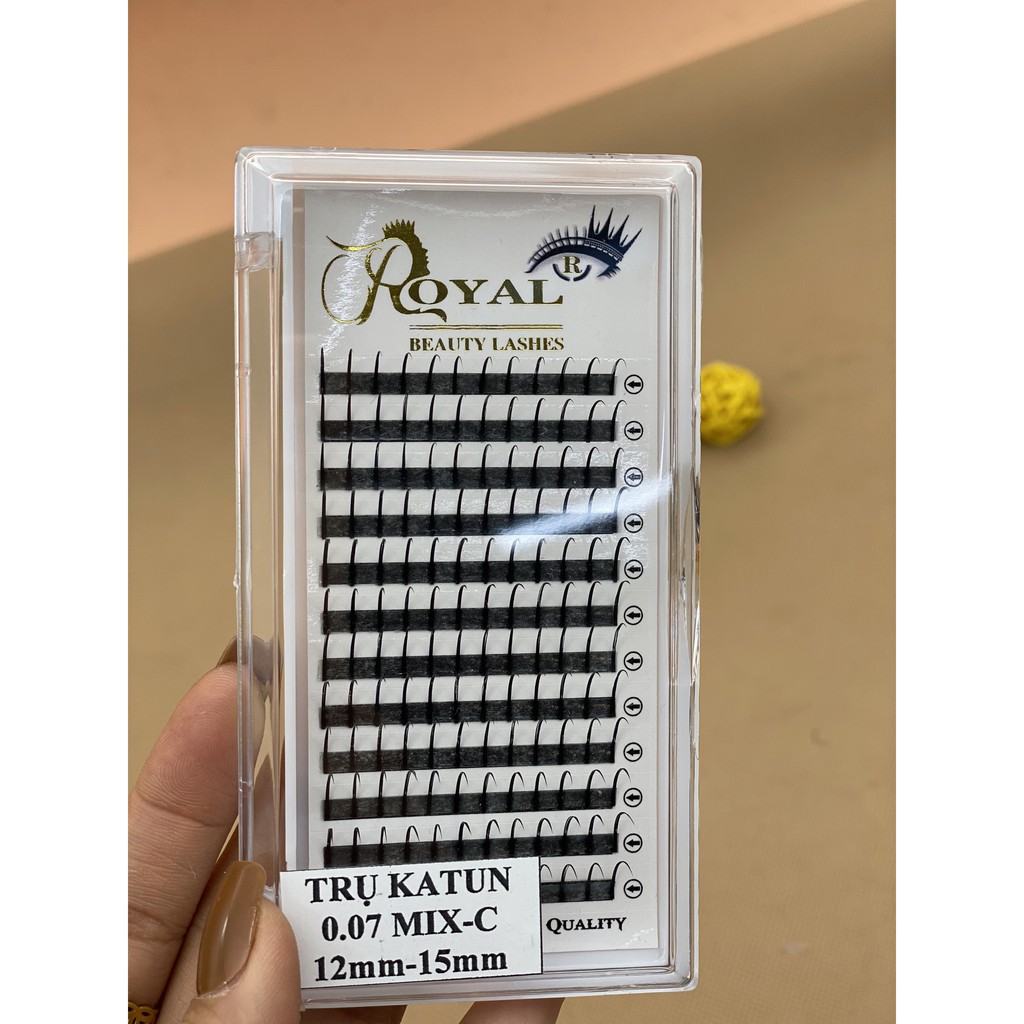 ROYAL
R
BEAUTY LASHES
TRỤ KATUN
0.07 MIX-C
12mm-15mm
QUALITY